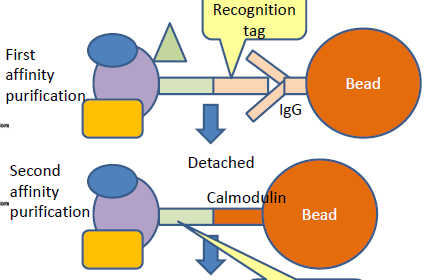 Recognition
tag
First
affinity
purification
Bead
IgG
Detached
Second
affinity
purification
Calmodulin
Bead